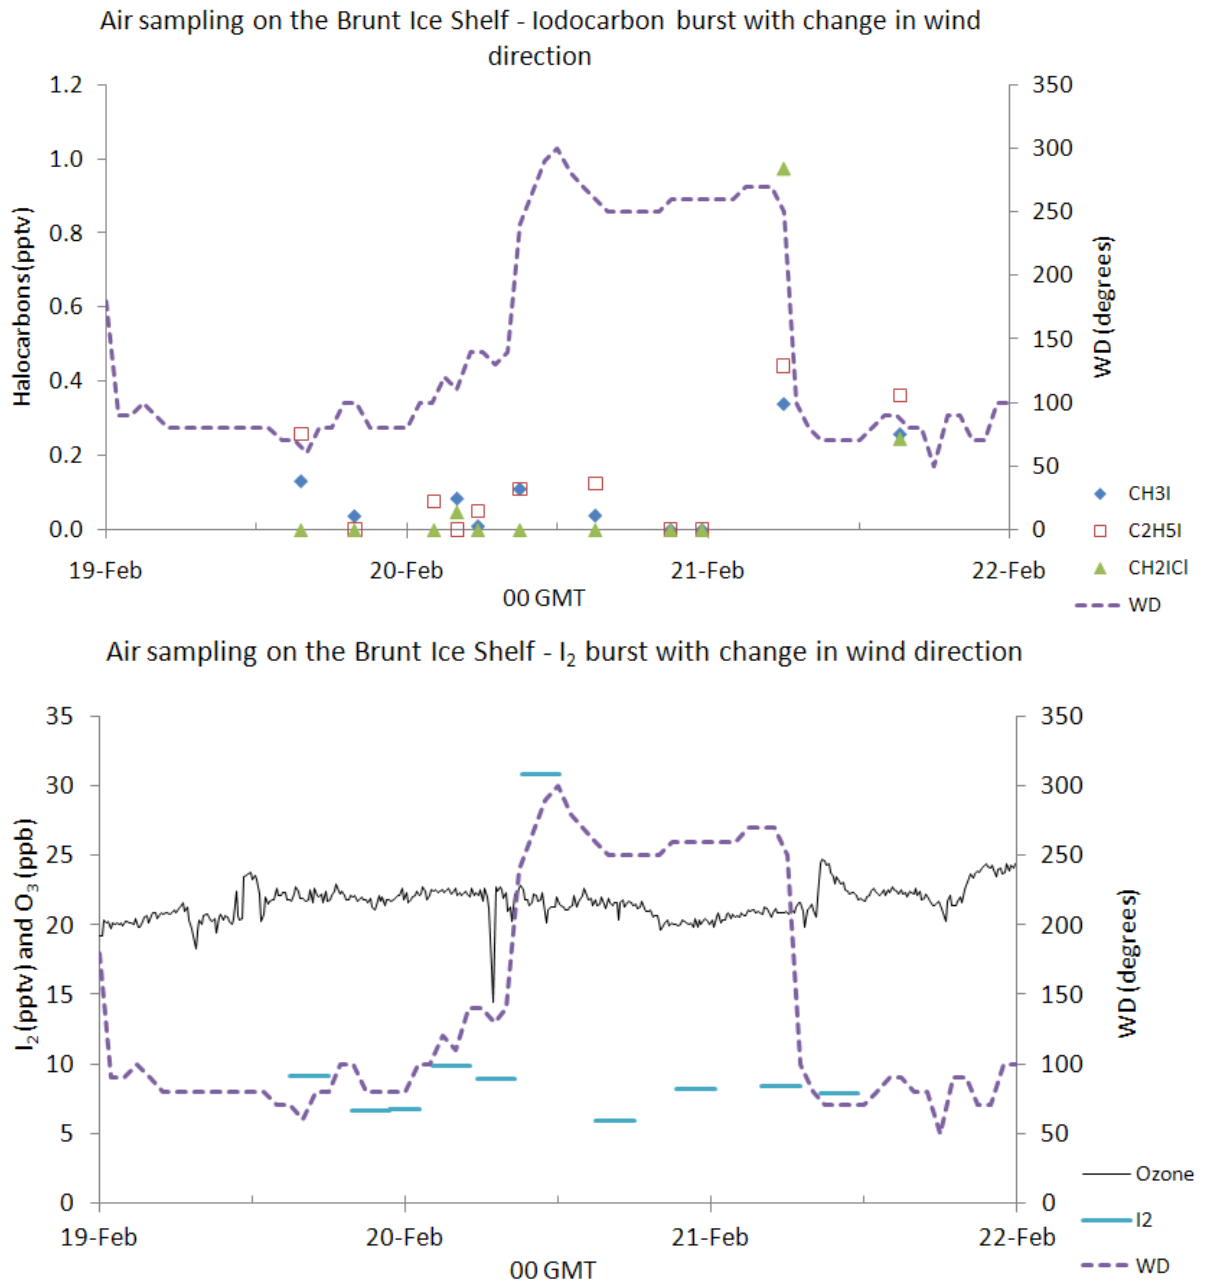 Air sampling on the Brunt Ice Shelf - Iodocarbon burst with change in wind
direction
1.2
1.0
0.8
0.6
0.4
0.2
0.0
Halocarbons(pptv)
350
300
250
200
150
100
50
0
WD (degrees)
19-Feb
20-Feb
21-Feb
22-Feb
00 GMT
CH3I
C2H5I
CH2ICl
WD
Air sampling on the Brunt Ice Shelf - I₂ burst with change in wind direction
35
30
25
20
15
10
5
0
I₂ (pptv) and O₃ (ppb)
350
300
250
200
150
100
50
0
WD (degrees)
19-Feb
20-Feb
21-Feb
22-Feb
00 GMT
Ozone
I2
WD